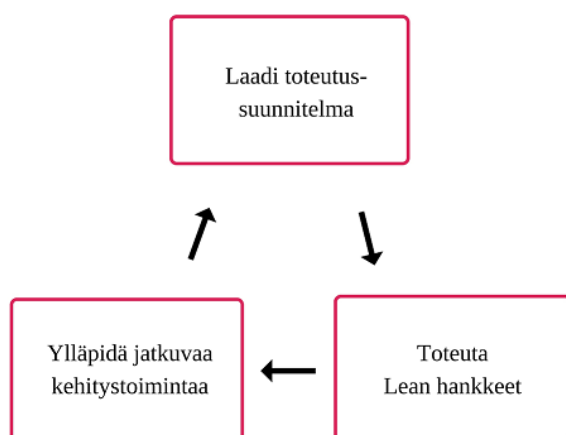 Laadi toteutus-
suunnitelma
Toteuta
Lean hankkeet
Ylläpidä jatkuvaa
kehitystoimintaa